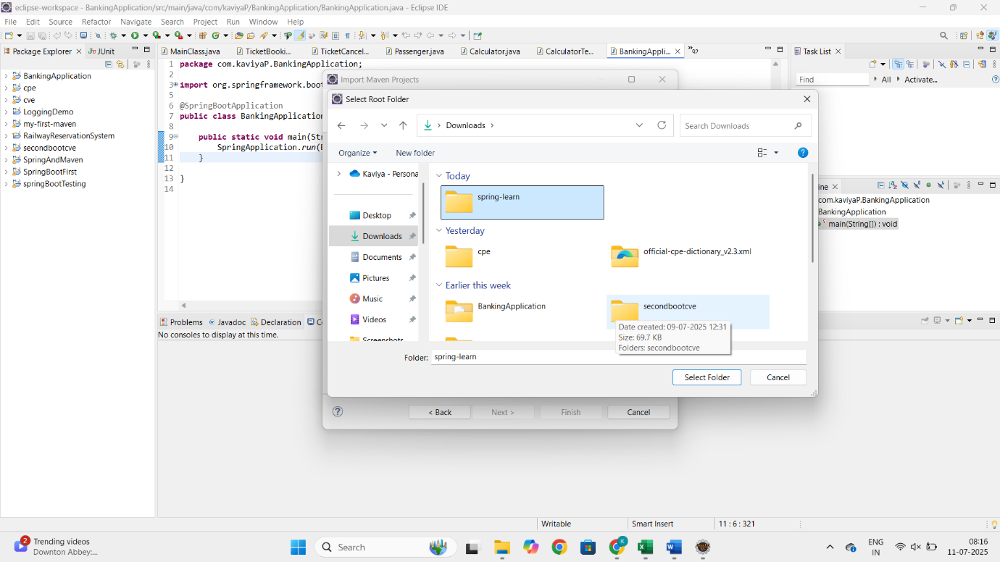 eclipse-workspace - BankingApplication/src/main/java/com/kaviyaP/BankingApplication/BankingApplication.java - Eclipse IDE
File Edit Source Refactor Navigate Search Project Run Window Help
Package Explorer JUnit
BankingApplication
cpe
cve
LoggingDemo
my-first-maven
RailwayReservationSystem
secondbootcve
SpringAndMaven
SpringBootFirst
springBootTesting
MainClass.java TicketBooki... TicketCancel... Passenger.java Calculator.java CalculatorTe... BankingAppli...
1 package com.kaviyaP.BankingApplication;
2
3 import org.springframework.boot
5
6 @SpringBootApplication
7 public class BankingApplication
8
9 public static void main(Str
10 SpringApplication.run(
11 }
12
13 }
14
Import Maven Projects
Select Root Folder
Downloads
Search Downloads
Organize New folder
Kaviya - Persona
Desktop
Downloads
Documents
Pictures
Music
Videos
Screenshots
Today
spring-learn
Yesterday
cpe
official-cpe-dictionary_v2.3.xml
Earlier this week
BankingApplication
secondbootcve
Date created: 09-07-2025 12:31
Size: 69.7 KB
Folders: secondbootcve
Folder: spring-learn
Select Folder Cancel
< Back Next > Finish Cancel
Task List
Find All Activate...
ine
com.kaviyaP.BankingApplication
BankingApplication
main(String[]) : void
Problems Javadoc Declaration
No consoles to display at this time.
Writable Smart Insert 11 : 6 : 321
2
Trending videos
Downton Abbey:...
Search
K
ENG
IN
08:16
11-07-2025